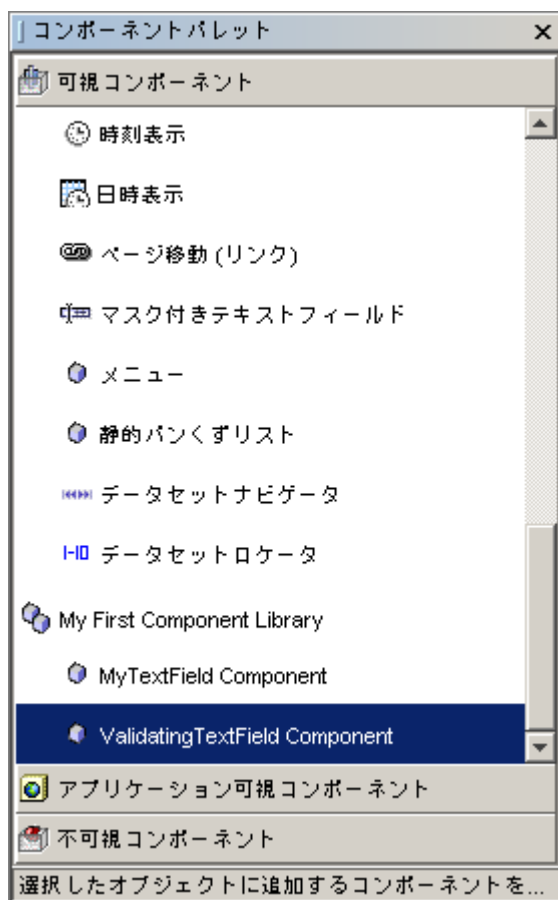 コンポーネントパレット
可視コンポーネント
時刻表示
日時表示
ページ移動 (リンク)
マスク付きテキストフィールド
メニュー
静的パンくずリスト
データセットナビゲータ
1-10 データセットロケータ
My First Component Library
MyTextField Component
ValidatingTextField Component
アプリケーション可視コンポーネント
不可視コンポーネント
選択したオブジェクトに追加するコンポーネントを...